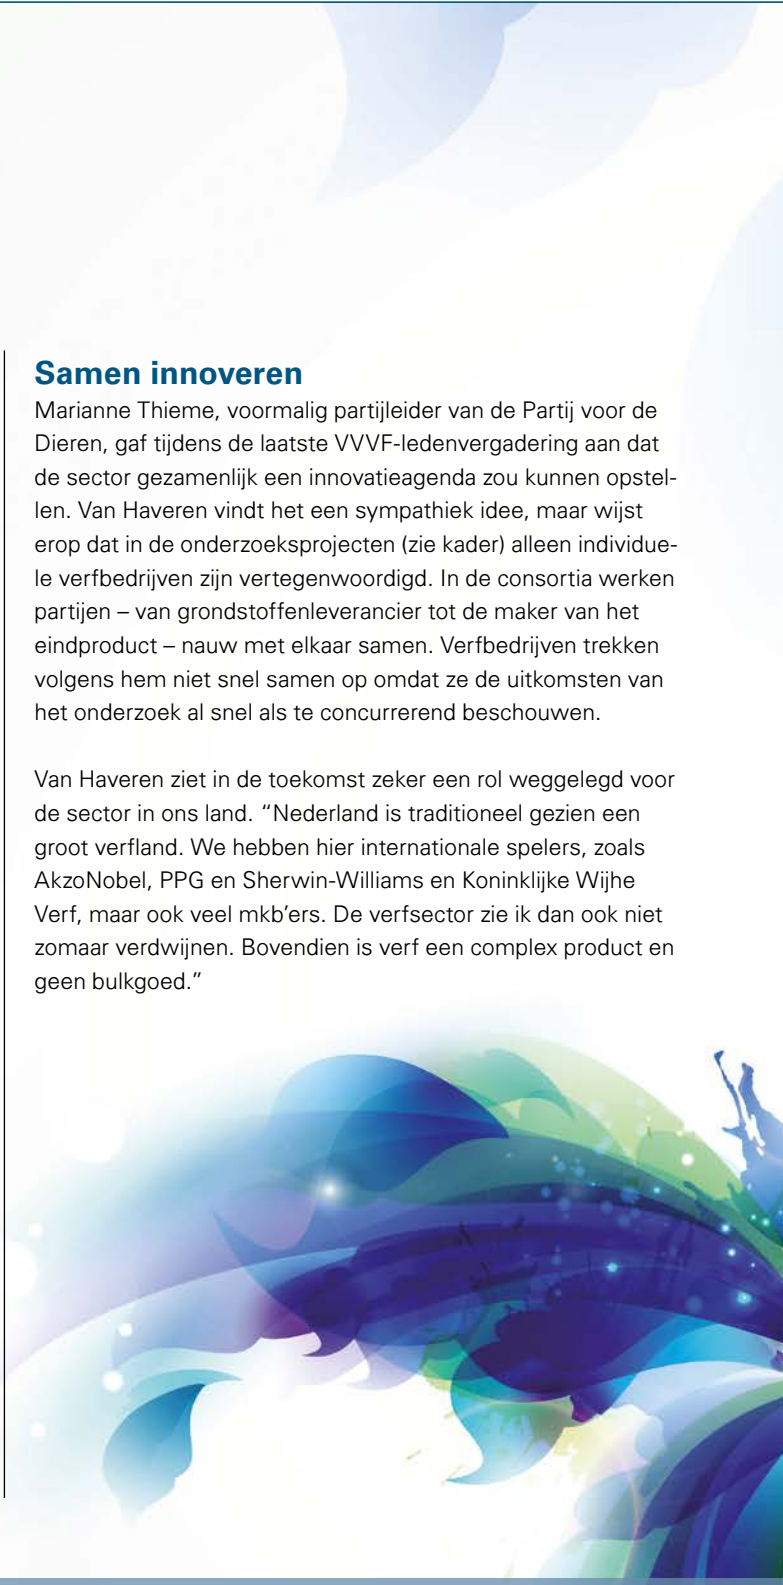 Samen innoveren
Marianne Thieme, voormalig partijleider van de Partij voor de
Dieren, gaf tijdens de laatste VVVF-ledenvergadering aan dat
de sector gezamenlijk een innovatieagenda zou kunnen opstel-
len. Van Haveren vindt het een sympathiek idee, maar wijst
erop dat in de onderzoeksprojecten (zie kader) alleen individue-
le verfbedrijven zijn vertegenwoordigd. In de consortia werken
partijen – van grondstoffenleverancier tot de maker van het
eindproduct – nauw met elkaar samen. Verfbedrijven trekken
volgens hem niet snel samen op omdat ze de uitkomsten van
het onderzoek al snel als te concurrerend beschouwen.
Van Haveren ziet in de toekomst zeker een rol weggelegd voor
de sector in ons land. “Nederland is traditioneel gezien een
groot verfland. We hebben hier internationale spelers, zoals
AkzoNobel, PPG en Sherwin-Williams en Koninklijke Wijhe
Verf, maar ook veel mkb’ers. De verfsector zie ik dan ook niet
zomaar verdwijnen. Bovendien is verf een complex product en
geen bulkgoed.”